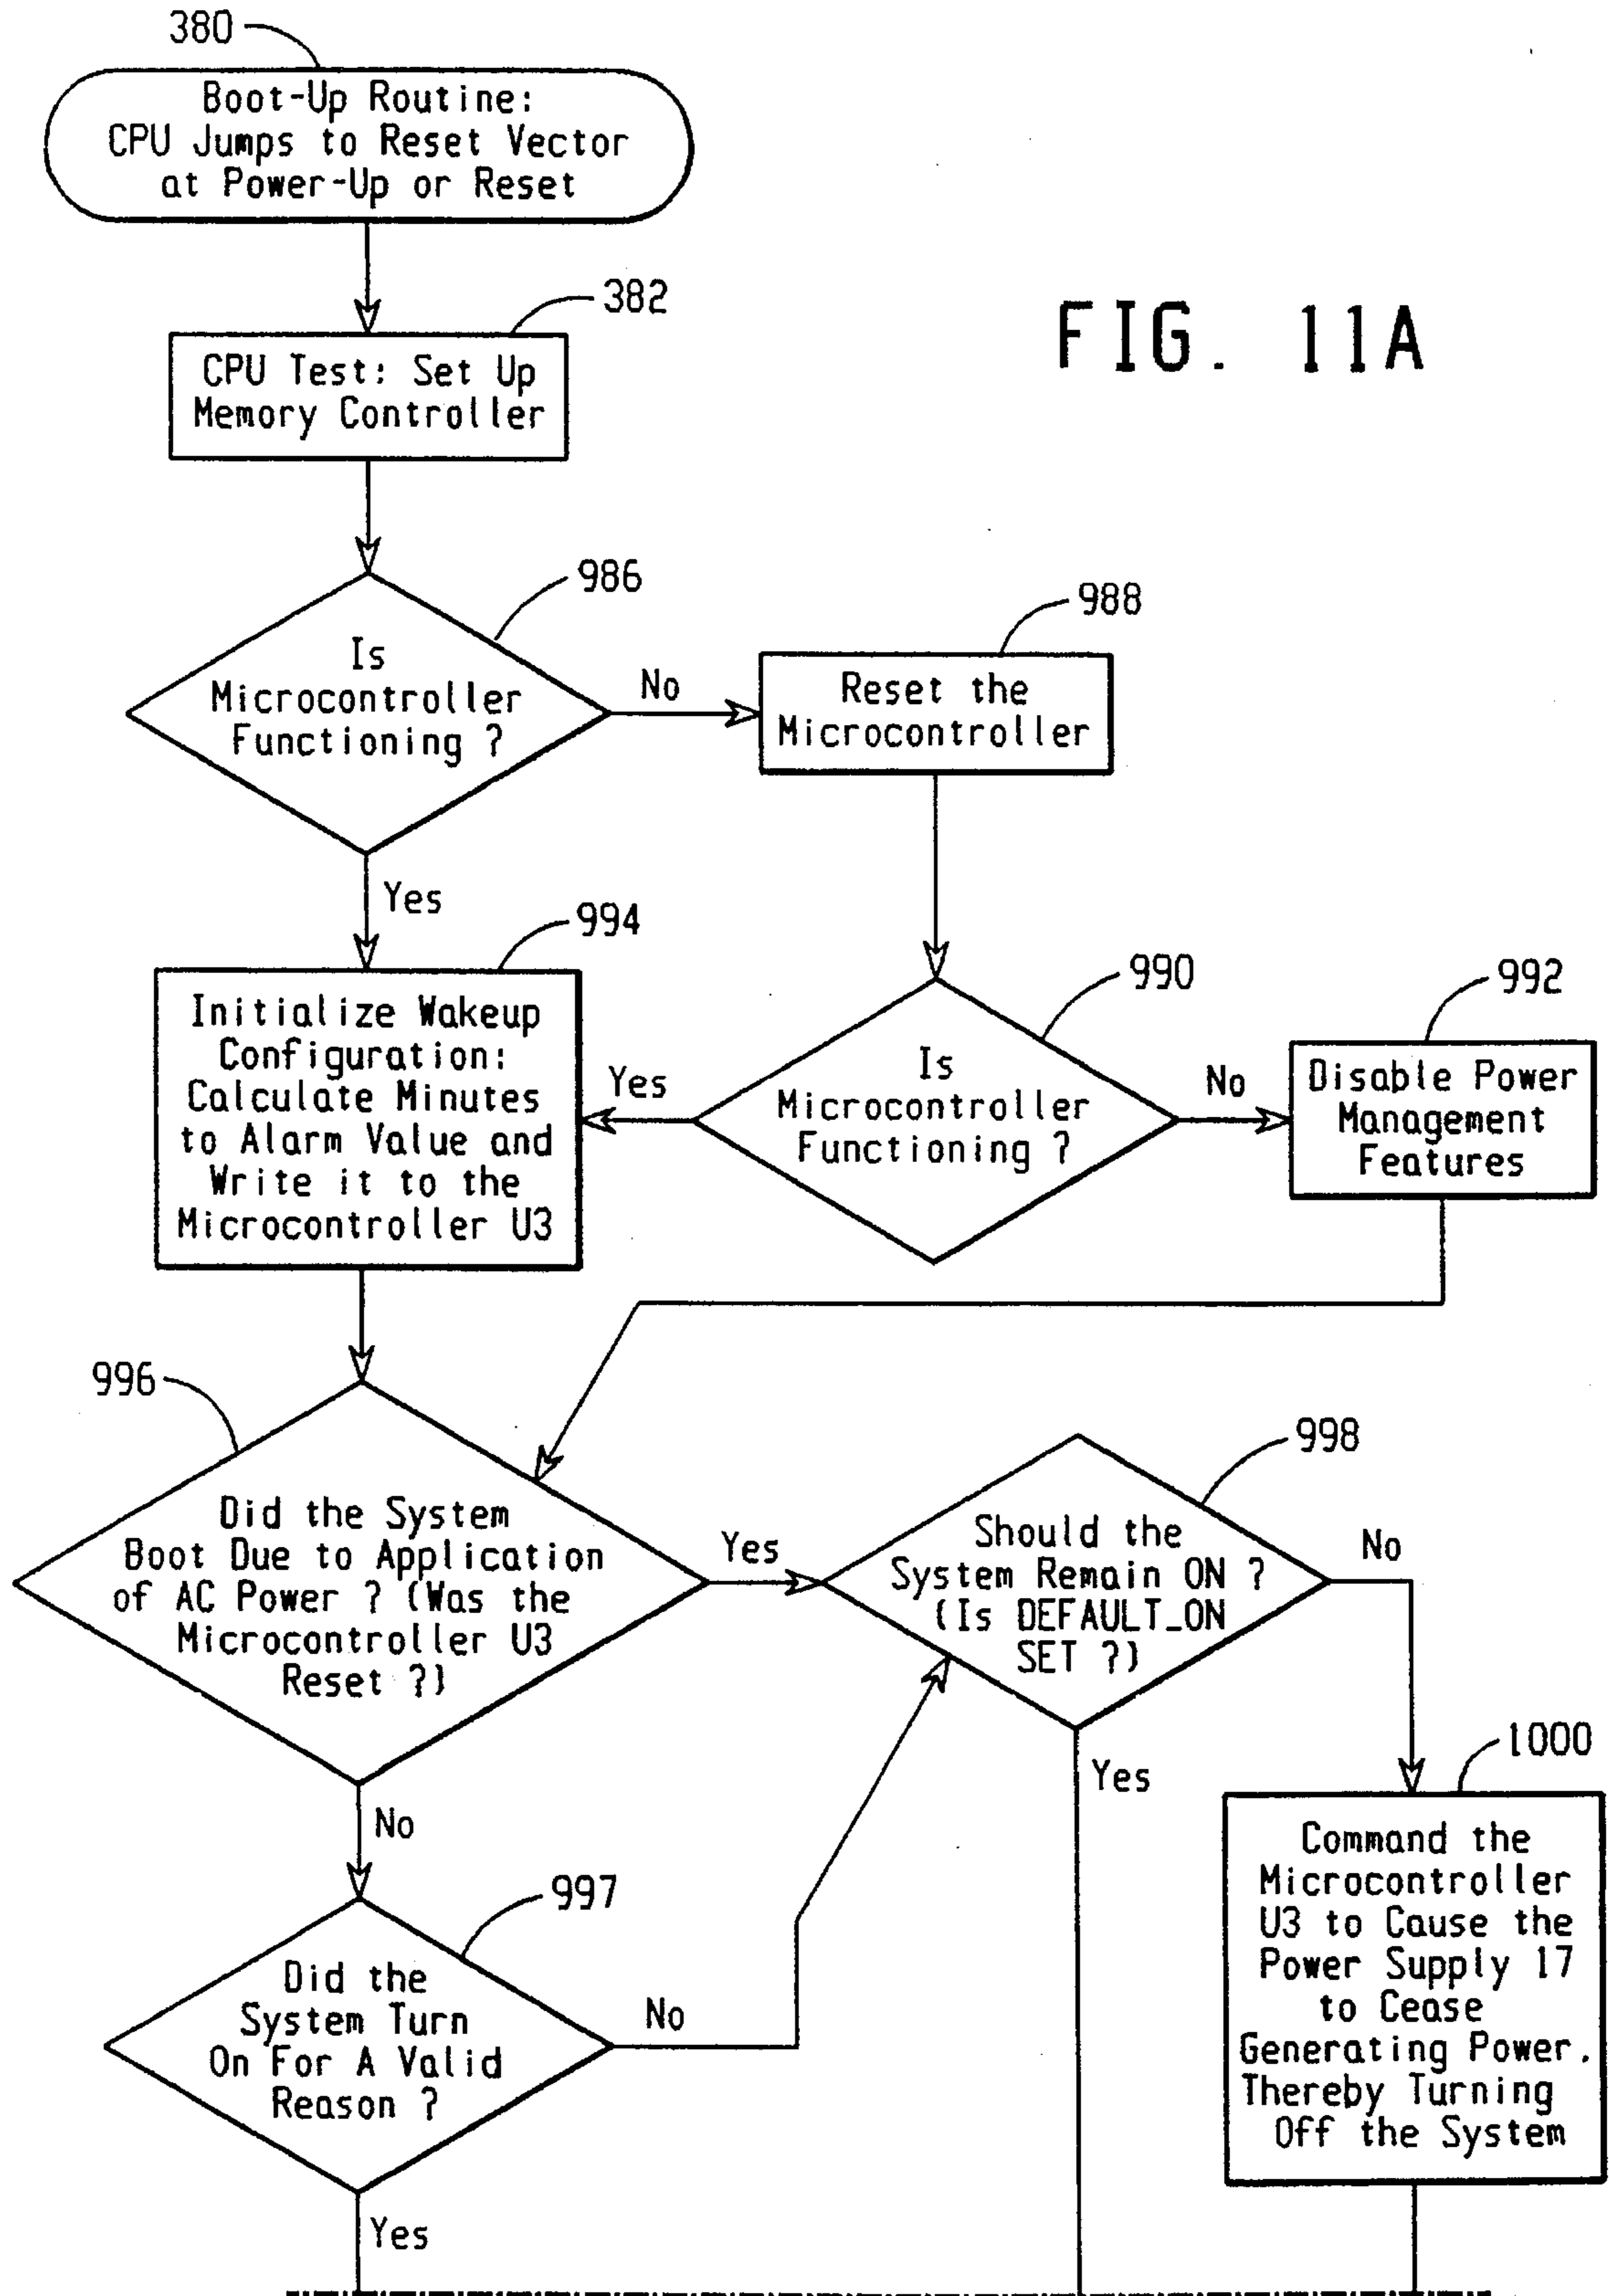 380
Boot-Up Routine:
CPU Jumps to Reset Vector
at Power-Up or Reset
382
CPU Test: Set Up
Memory Controller
FIG. 11A
986
Is
Microcontroller
Functioning ?
No
988
Reset the
Microcontroller
Yes
994
Initialize Wakeup
Configuration:
Calculate Minutes
to Alarm Value and
Write it to the
Microcontroller U3
990
Is
Microcontroller
Functioning ?
Yes
No
992
Disable Power
Management
Features
996
Did the System
Boot Due to Application
of AC Power ? (Was the
Microcontroller U3
Reset ?)
Yes
998
Should the
System Remain ON ?
(Is DEFAULT_ON
SET ?)
No
Yes
1000
Command the
Microcontroller
U3 to Cause the
Power Supply 17
to Cease
Generating Power.
Thereby Turning
Off the System
No
997
Did the
System Turn
On For A Valid
Reason ?
No
Yes